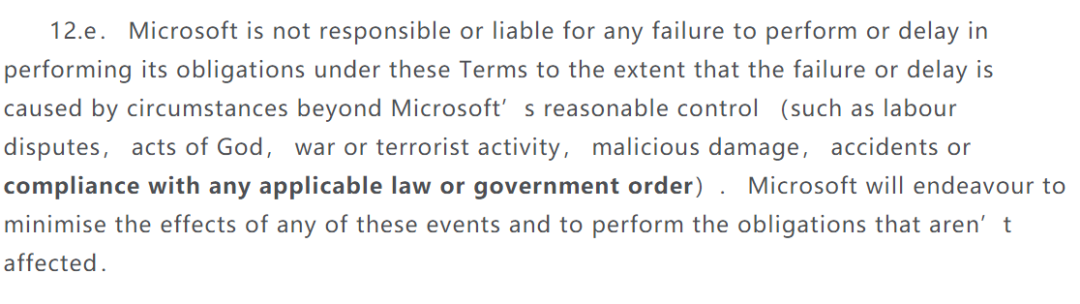 12.e. Microsoft is not responsible or liable for any failure to perform or delay in
performing its obligations under these Terms to the extent that the failure or delay is
caused by circumstances beyond Microsoft’s reasonable control (such as labour
disputes, acts of God, war or terrorist activity, malicious damage, accidents or
compliance with any applicable law or government order). Microsoft will endeavour to
minimise the effects of any of these events and to perform the obligations that aren’t
affected.